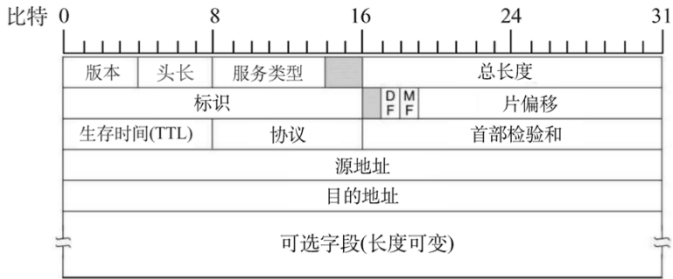 比特 0 8 16 24 31
版本 头长 服务类型 总长度
标识 DF MF 片偏移
生存时间(TTL) 协议 首部检验和
源地址
目的地址
可选字段(长度可变)